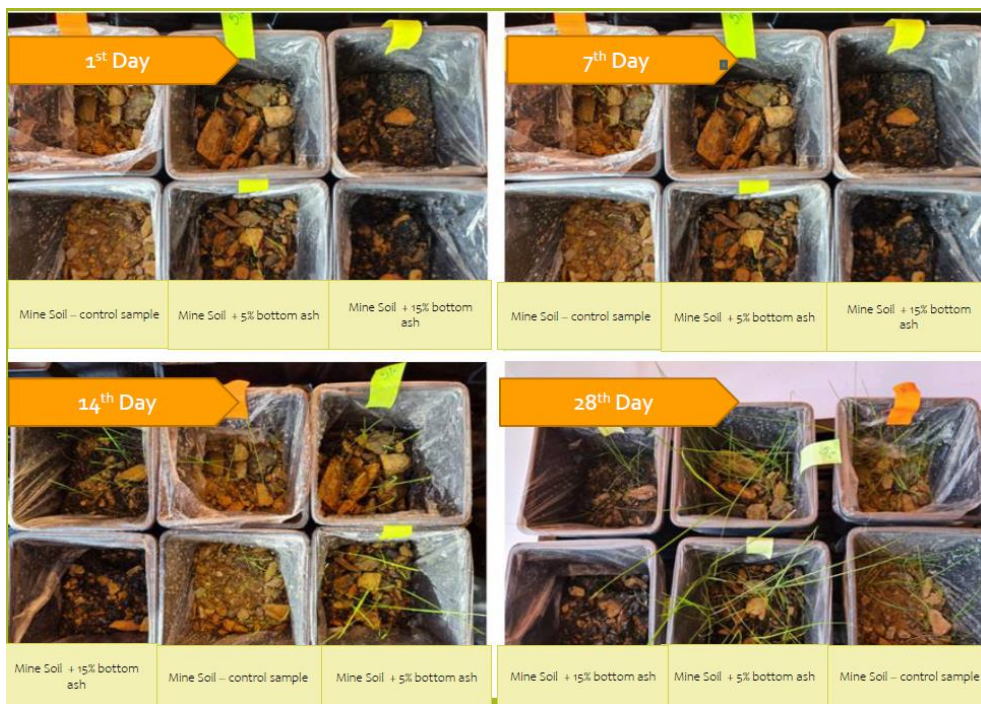 1st Day
7th Day
Mine Soil – control sample
Mine Soil + 5% bottom ash
Mine Soil + 15% bottom
ash
Mine Soil – control sample
Mine Soil + 5% bottom ash
Mine Soil + 15% bottom
ash
14th Day
28th Day
Mine Soil + 15% bottom
ash
Mine Soil – control sample
Mine Soil + 5% bottom ash
Mine Soil + 15% bottom ash
Mine Soil + 5% bottom ash
Mine Soil – control sample